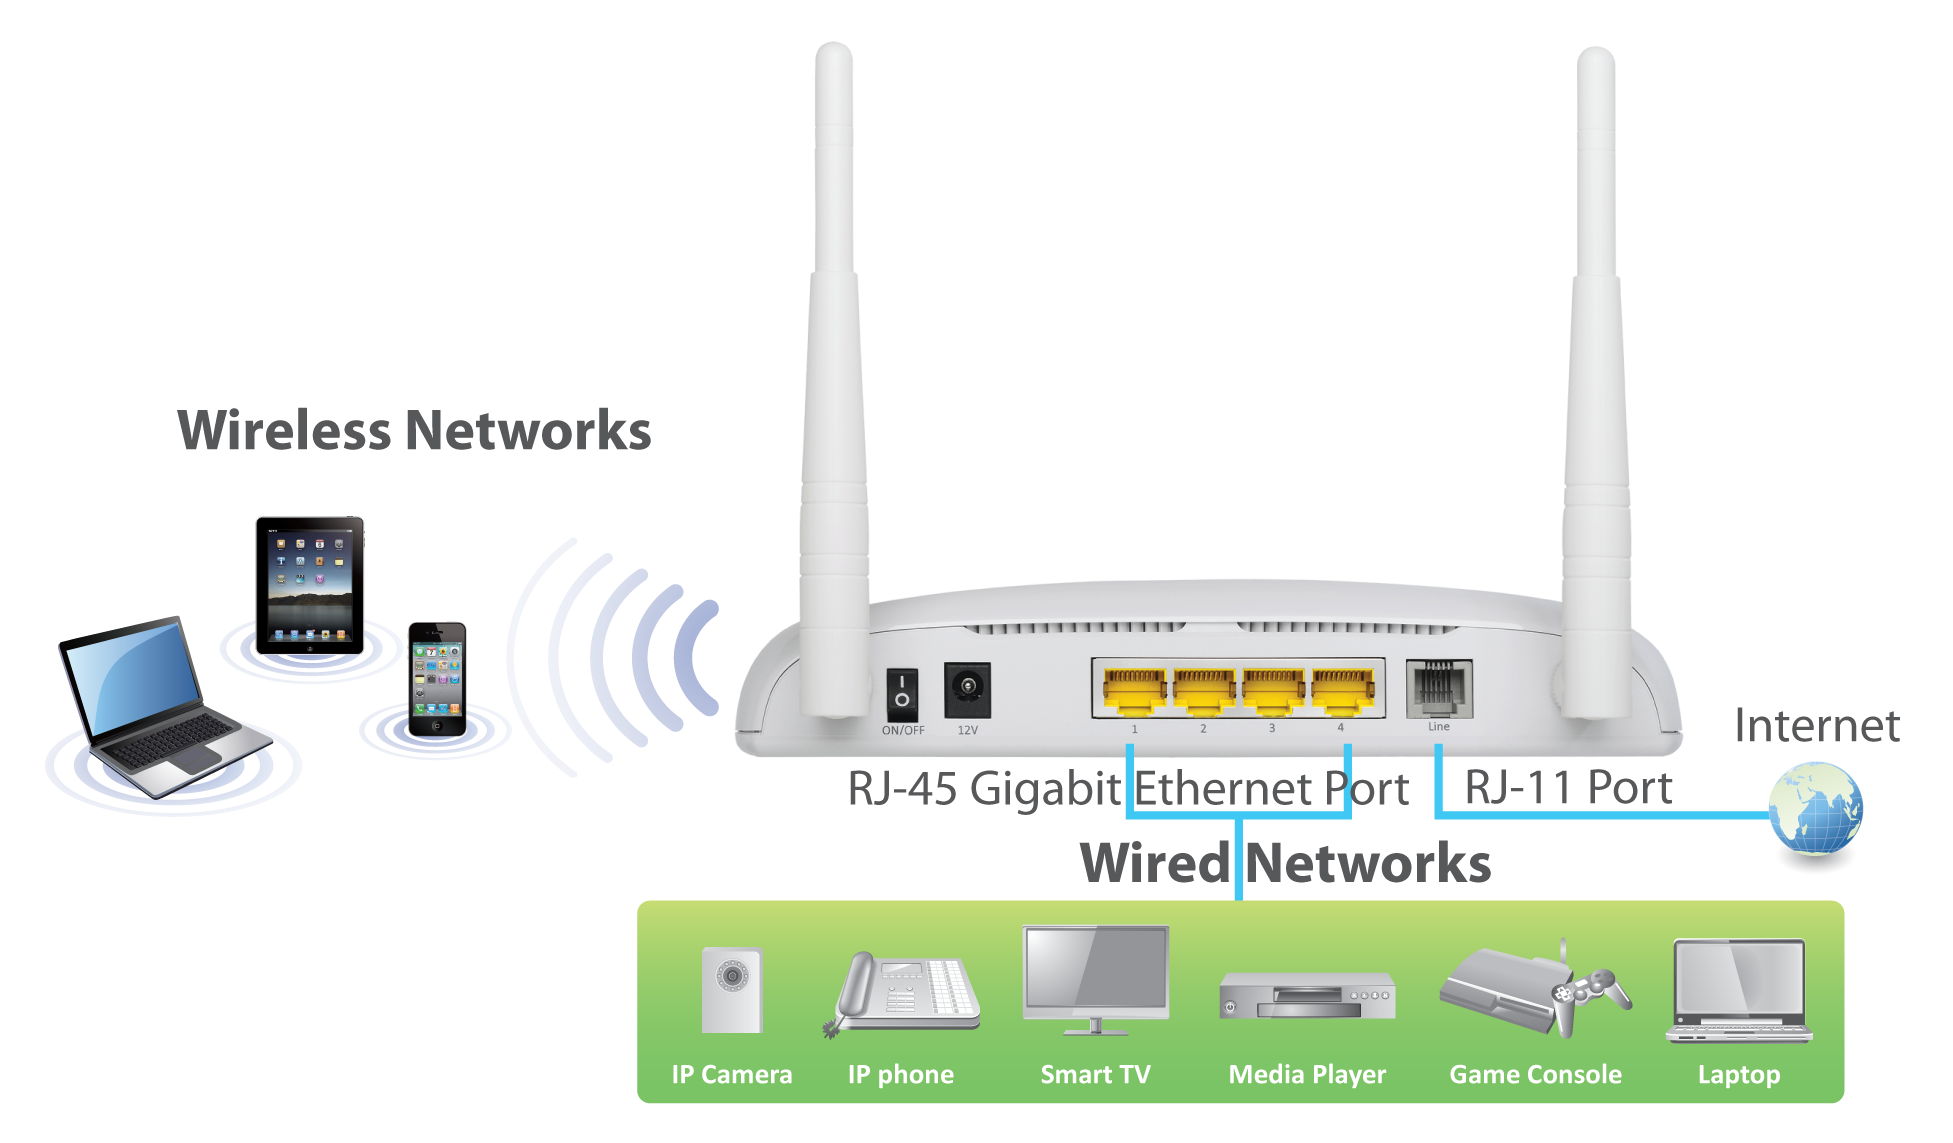 Wireless Networks
ON/OFF
12V
1
2
3
4
Line
Internet
RJ-45 Gigabit Ethernet Port
RJ-11 Port
Wired Networks
IP Camera
IP phone
Smart TV
Media Player
Game Console
Laptop